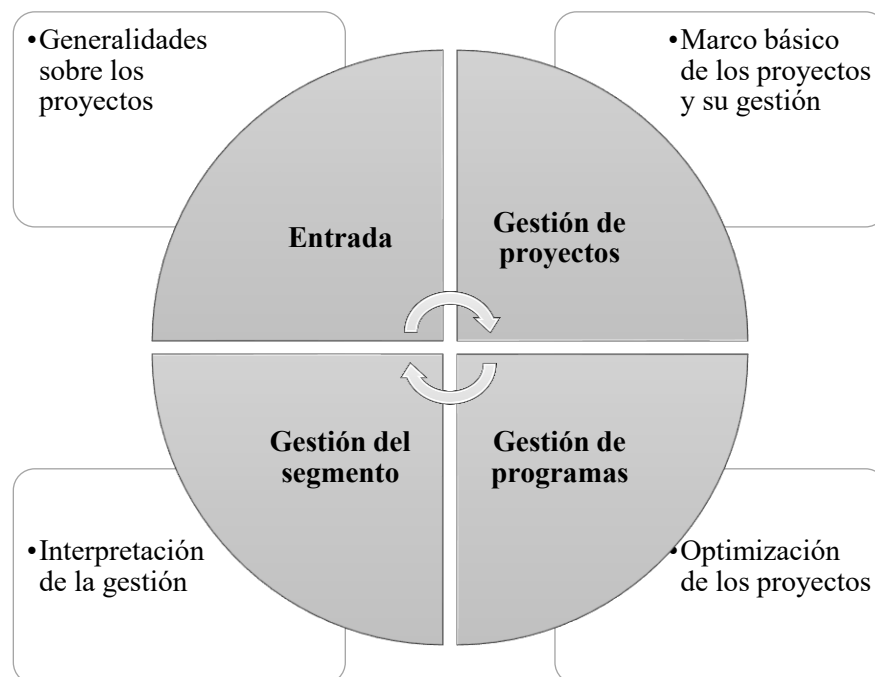 •Generalidades
sobre los
proyectos
•Marco básico
de los proyectos
y su gestión
Entrada
Gestión de
proyectos
Gestión del
segmento
Gestión de
programas
•Interpretación
de la gestión
•Optimización
de los proyectos